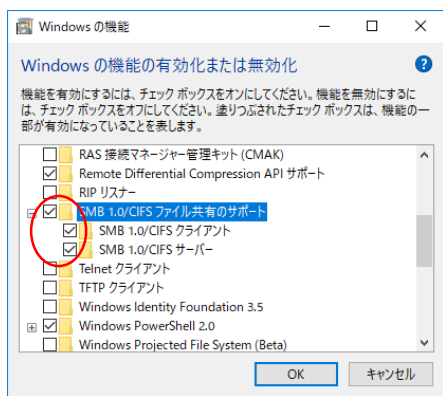 Windows の機能
Windows の機能の有効化または無効化
機能を有効にするには、チェック ボックスをオンにしてください。機能を無効にするに
は、チェック ボックスをオフにしてください。塗りつぶされたチェック ボックスは、機能の一
部が有効になっていることを表します。
RAS 接続マネージャー管理キット (CMAK)
Remote Differential Compression API サポート
RIP リスナー
SMB 1.0/CIFS ファイル共有のサポート
SMB 1.0/CIFS クライアント
SMB 1.0/CIFS サーバー
Telnet クライアント
TFTP クライアント
Windows Identity Foundation 3.5
Windows PowerShell 2.0
Windows Projected File System (Beta)
OK キャンセル